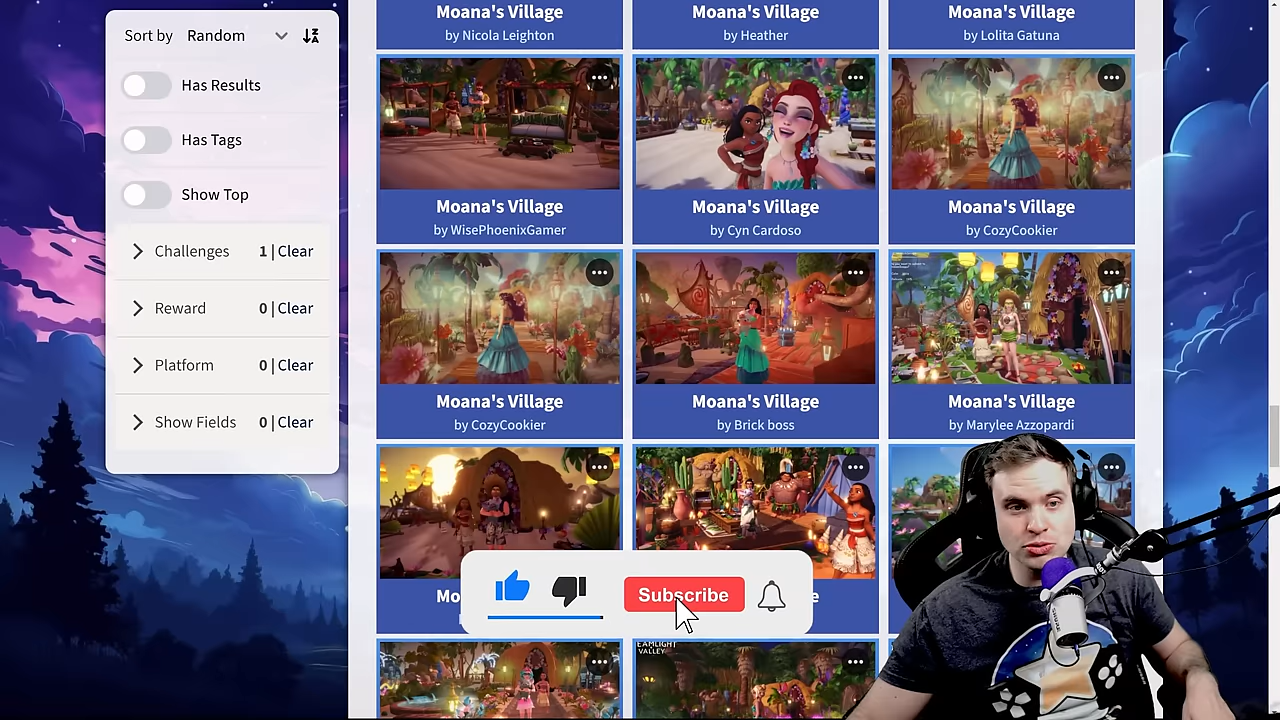 Sort by Random
Has Results
Has Tags
Show Top
Challenges 1 | Clear
Reward 0 | Clear
Platform 0 | Clear
Show Fields 0 | Clear
Moana's Village
by Nicola Leighton
Moana's Village
by Heather
Moana's Village
by Lolita Gatuna
Moana's Village
by WisePhoenixGamer
Moana's Village
by Cyn Cardoso
Moana's Village
by CozyCookier
Moana's Village
by CozyCookier
Moana's Village
by Brick boss
Moana's Village
by Marylee Azzopardi
Mo
e
Subscribe
VALLEY